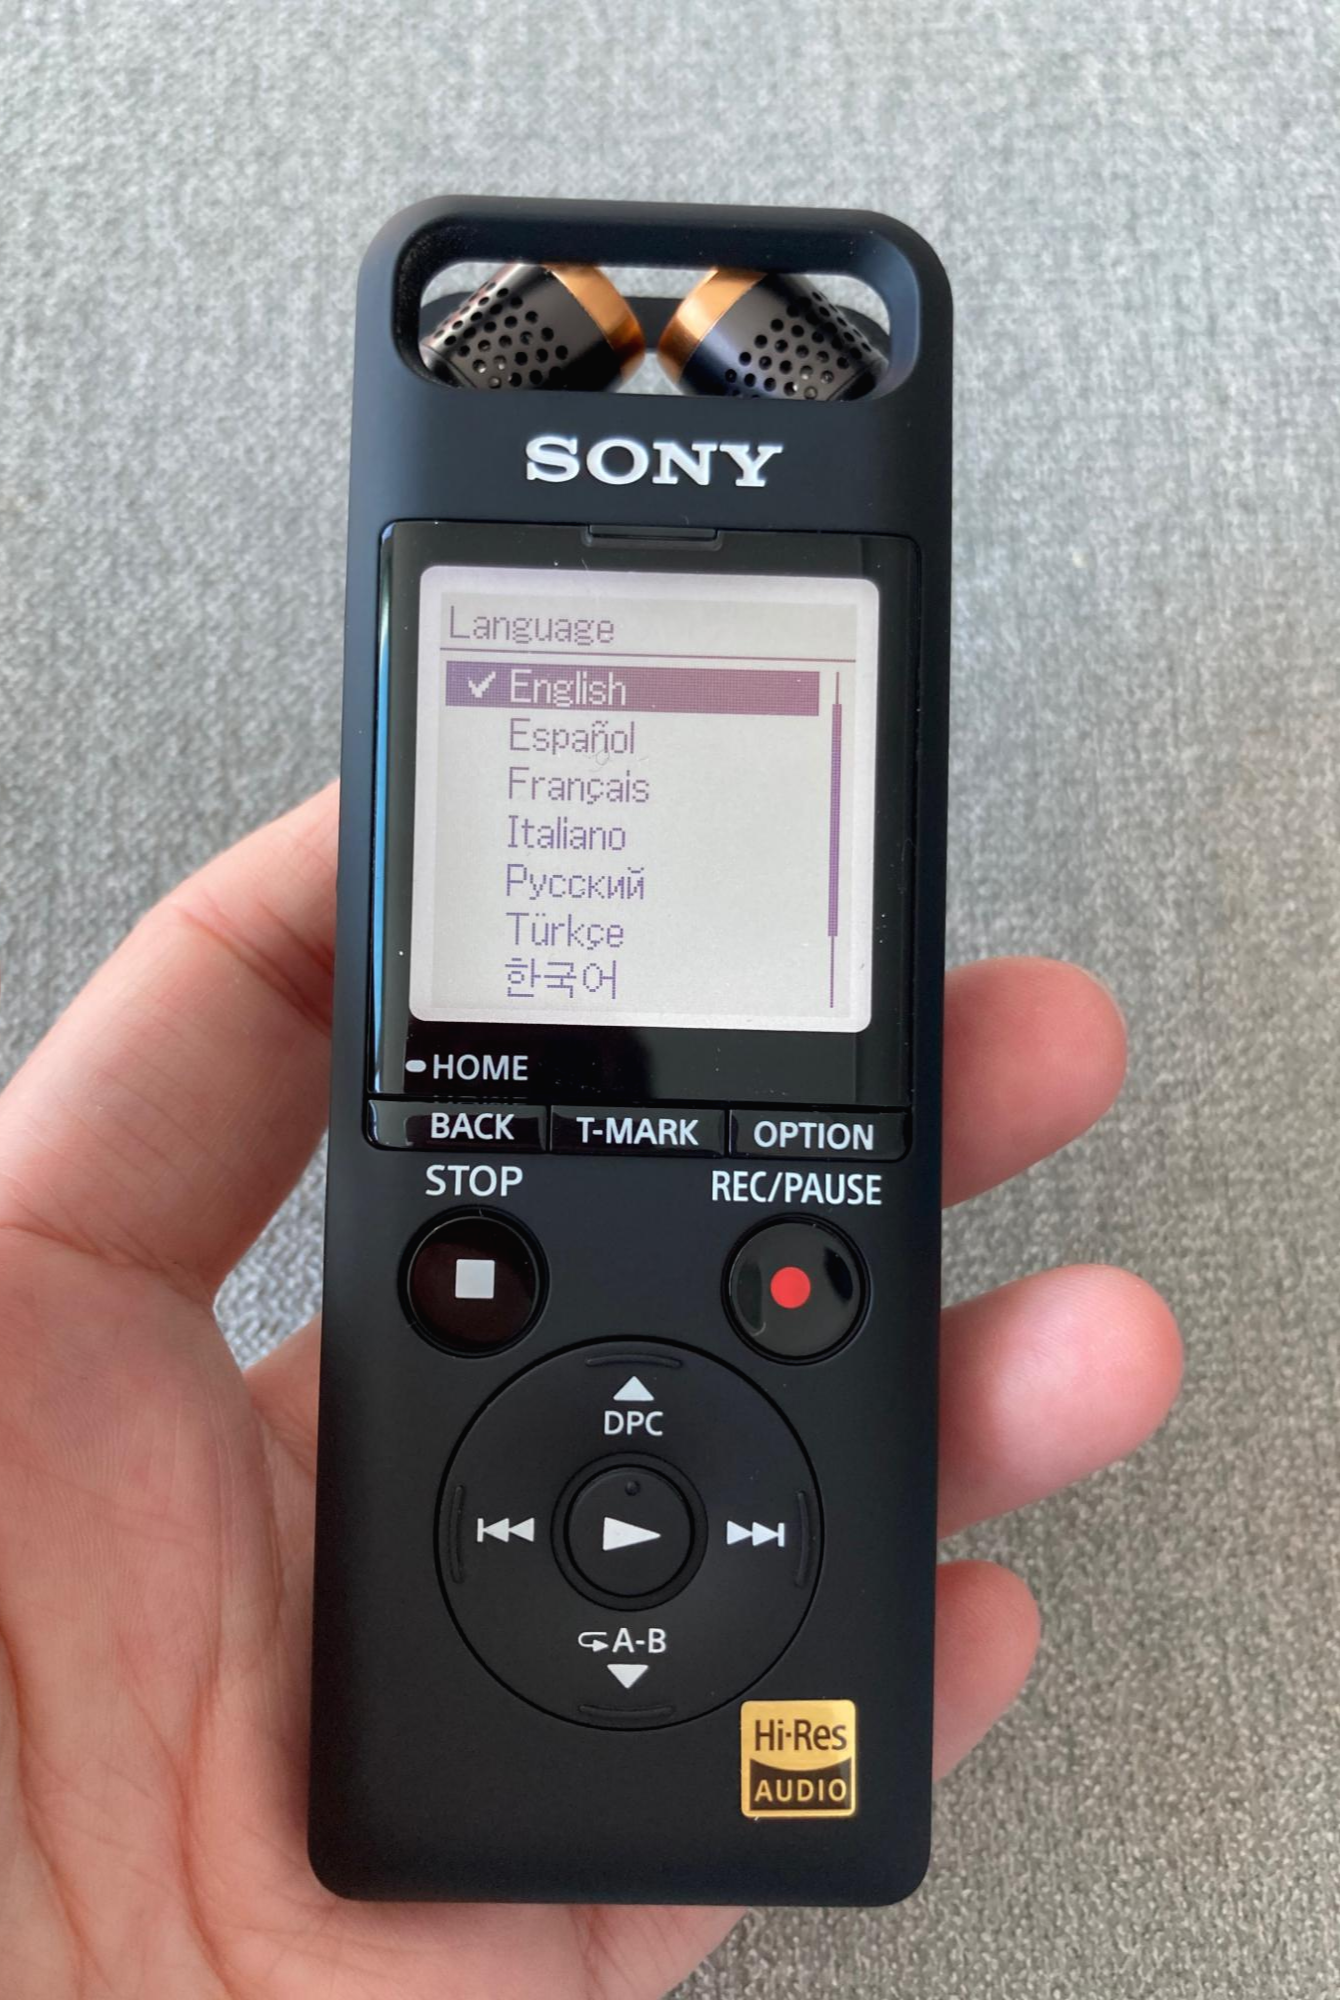 SONY
Language
✓ English
Español
Français
Italiano
Русский
Türkçe
한국어
HOME
BACK T-MARK OPTION
STOP REC/PAUSE
DPC
A-B
Hi-Res
AUDIO